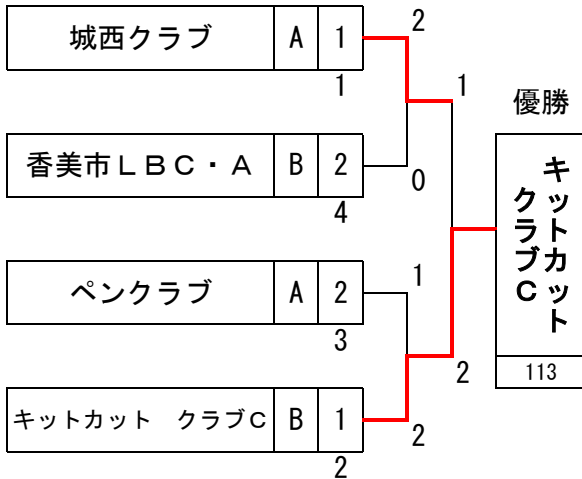 城西クラブ A 1 2
1 1
優勝
香美市LBC・A B 2 0
4
キットカット
クラブC
ペンクラブ A 2 1
3
2 113
キットカット クラブC B 1 2
2